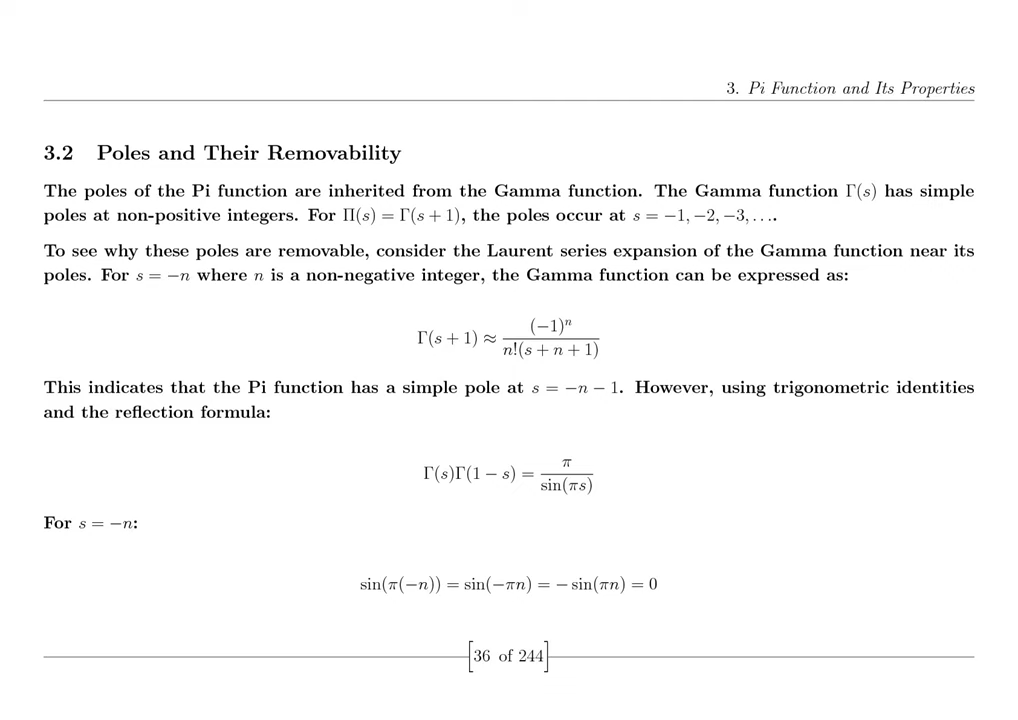 3. Pi Function and Its Properties
3.2 Poles and Their Removability
The poles of the Pi function are inherited from the Gamma function. The Gamma function Γ(s) has simple
poles at non-positive integers. For Π(s) = Γ(s + 1), the poles occur at s = −1, −2, −3, . . ..
To see why these poles are removable, consider the Laurent series expansion of the Gamma function near its
poles. For s = −n where n is a non-negative integer, the Gamma function can be expressed as:
Γ(s + 1) ≈ (−1)^n / n!(s + n + 1)
This indicates that the Pi function has a simple pole at s = −n − 1. However, using trigonometric identities
and the reflection formula:
Γ(s)Γ(1 − s) = π / sin(πs)
For s = −n:
sin(π(−n)) = sin(−πn) = − sin(πn) = 0
[36 of 244]